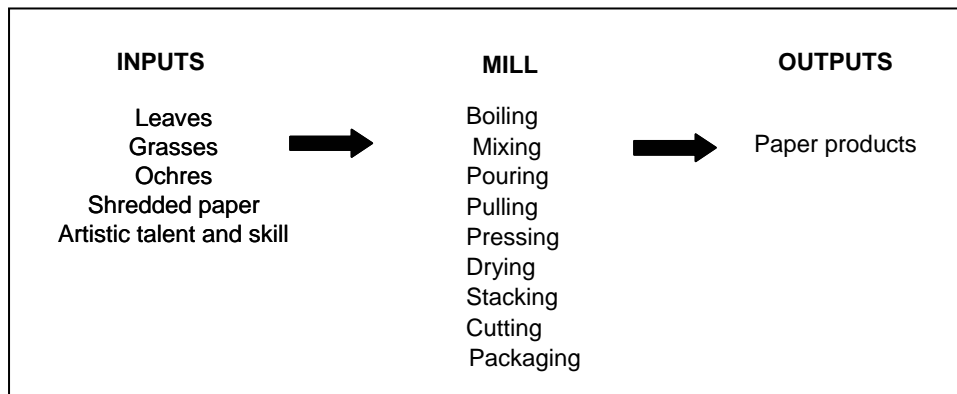 INPUTS
Leaves
Grasses
Ochres
Shredded paper
Artistic talent and skill
MILL
Boiling
Mixing
Pouring
Pulling
Pressing
Drying
Stacking
Cutting
Packaging
OUTPUTS
Paper products